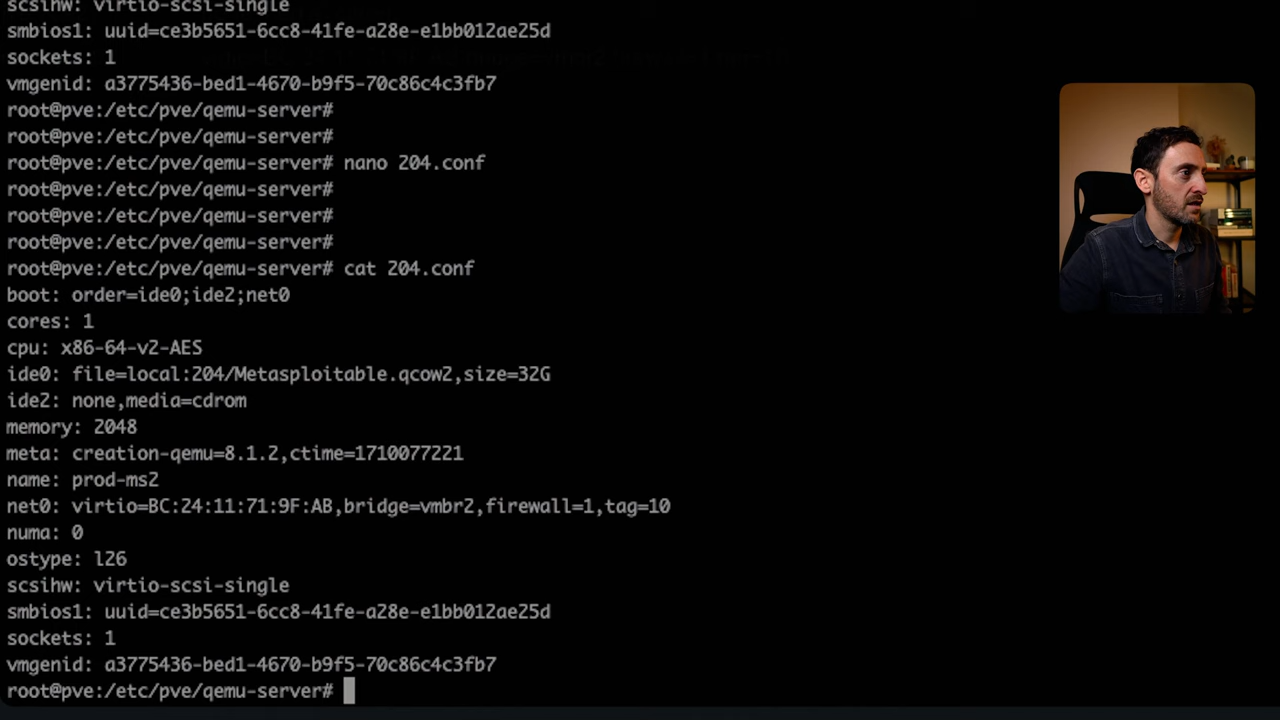 scsihw: virtio-scsi-single
smbios1: uuid=ce3b5651-6cc8-41fe-a28e-e1bb012ae25d
sockets: 1
vmgenid: a3775436-bed1-4670-b9f5-70c86c4c3fb7
root@pve:/etc/pve/qemu-server#
root@pve:/etc/pve/qemu-server#
root@pve:/etc/pve/qemu-server# nano 204.conf
root@pve:/etc/pve/qemu-server#
root@pve:/etc/pve/qemu-server#
root@pve:/etc/pve/qemu-server#
root@pve:/etc/pve/qemu-server# cat 204.conf
boot: order=ide0;ide2;net0
cores: 1
cpu: x86-64-v2-AES
ide0: file=local:204/Metasploitable.qcow2,size=32G
ide2: none,media=cdrom
memory: 2048
meta: creation-qemu=8.1.2,ctime=1710077221
name: prod-ms2
net0: virtio=BC:24:11:71:9F:AB,bridge=vmbr2,firewall=1,tag=10
numa: 0
ostype: l26
scsihw: virtio-scsi-single
smbios1: uuid=ce3b5651-6cc8-41fe-a28e-e1bb012ae25d
sockets: 1
vmgenid: a3775436-bed1-4670-b9f5-70c86c4c3fb7
root@pve:/etc/pve/qemu-server#